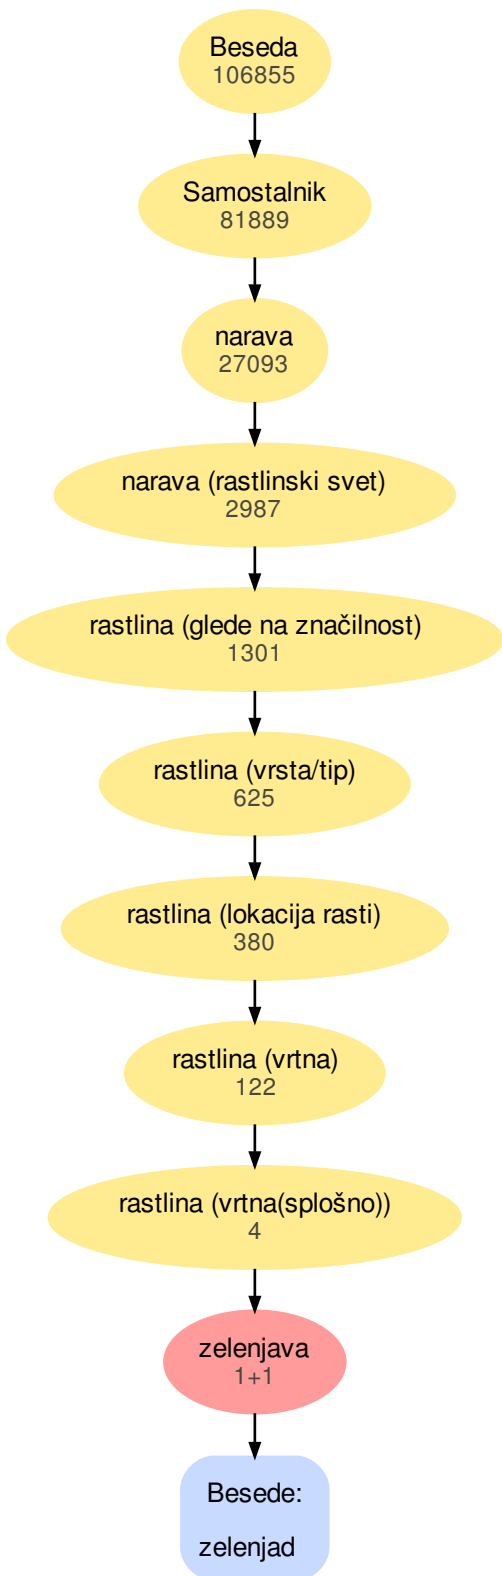 Beseda
106855
Samostalnik
81889
narava
27093
narava (rastlinski svet)
2987
rastlina (glede na značilnost)
1301
rastlina (vrsta/tip)
625
rastlina (lokacija rasti)
380
rastlina (vrtna)
122
rastlina (vrtna(splošno))
4
zelenjava
1+1
Besede:
zelenjad